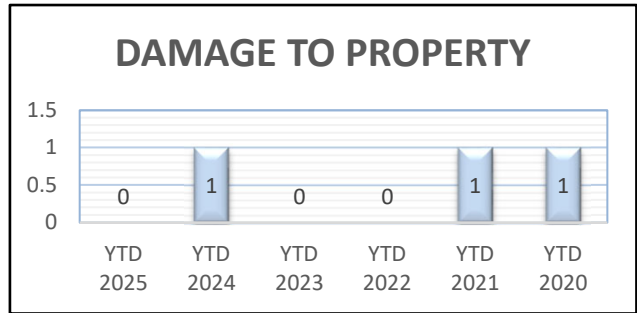 DAMAGE TO PROPERTY
1.5
1
0.5
0
0 1 0 0 1 1
YTD YTD YTD YTD YTD YTD
2025 2024 2023 2022 2021 2020